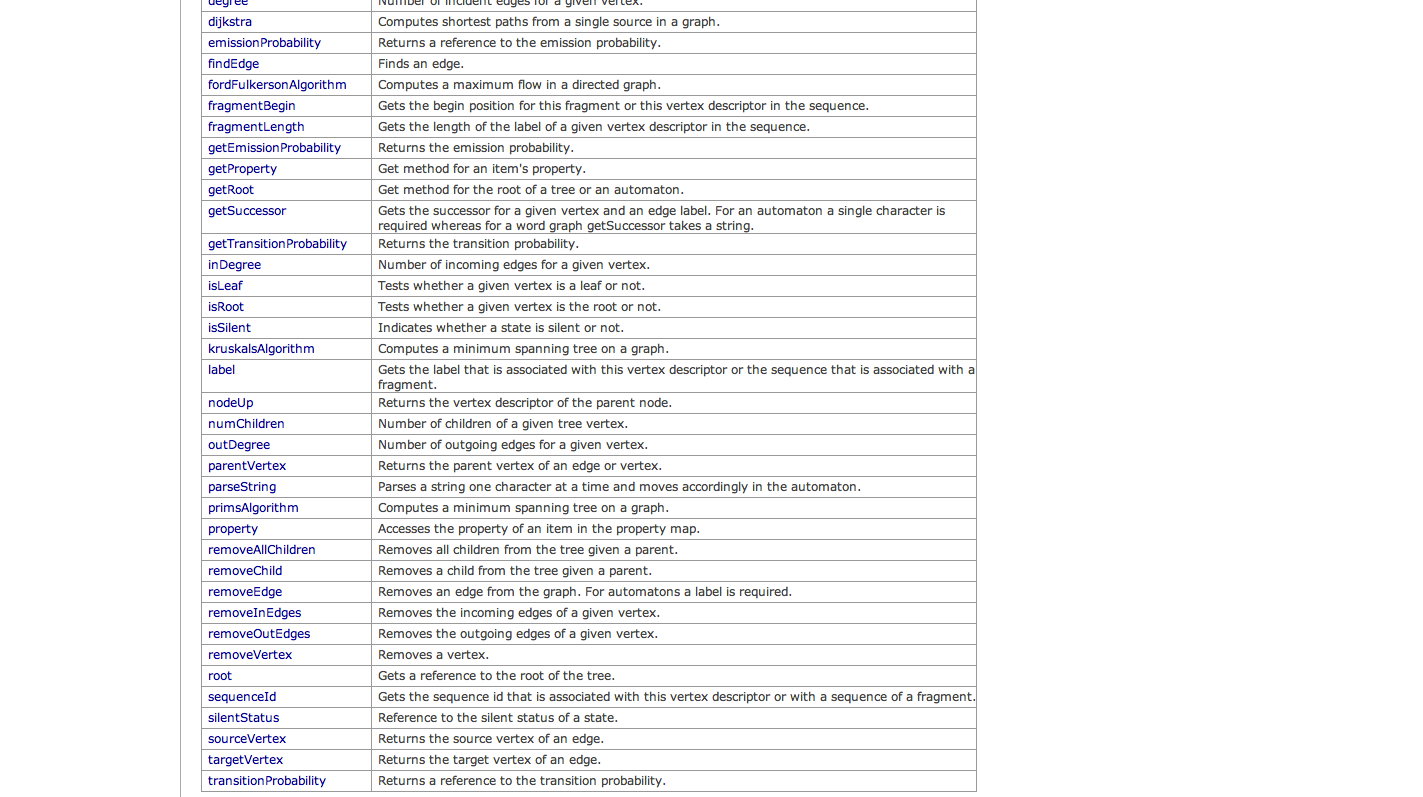 degree Number of incident edges for a given vertex.
dijkstra Computes shortest paths from a single source in a graph.
emissionProbability Returns a reference to the emission probability.
findEdge Finds an edge.
fordFulkersonAlgorithm Computes a maximum flow in a directed graph.
fragmentBegin Gets the begin position for this fragment or this vertex descriptor in the sequence.
fragmentLength Gets the length of the label of a given vertex descriptor in the sequence.
getEmissionProbability Returns the emission probability.
getProperty Get method for an item's property.
getRoot Get method for the root of a tree or an automaton.
getSuccessor Gets the successor for a given vertex and an edge label. For an automaton a single character is
required whereas for a word graph getSuccessor takes a string.
getTransitionProbability Returns the transition probability.
inDegree Number of incoming edges for a given vertex.
isLeaf Tests whether a given vertex is a leaf or not.
isRoot Tests whether a given vertex is the root or not.
isSilent Indicates whether a state is silent or not.
kruskalsAlgorithm Computes a minimum spanning tree on a graph.
label Gets the label that is associated with this vertex descriptor or the sequence that is associated with a
fragment.
nodeUp Returns the vertex descriptor of the parent node.
numChildren Number of children of a given tree vertex.
outDegree Number of outgoing edges for a given vertex.
parentVertex Returns the parent vertex of an edge or vertex.
parseString Parses a string one character at a time and moves accordingly in the automaton.
primsAlgorithm Computes a minimum spanning tree on a graph.
property Accesses the property of an item in the property map.
removeAllChildren Removes all children from the tree given a parent.
removeChild Removes a child from the tree given a parent.
removeEdge Removes an edge from the graph. For automatons a label is required.
removeInEdges Removes the incoming edges of a given vertex.
removeOutEdges Removes the outgoing edges of a given vertex.
removeVertex Removes a vertex.
root Gets a reference to the root of the tree.
sequenceId Gets the sequence id that is associated with this vertex descriptor or with a sequence of a fragment.
silentStatus Reference to the silent status of a state.
sourceVertex Returns the source vertex of an edge.
targetVertex Returns the target vertex of an edge.
transitionProbability Returns a reference to the transition probability.